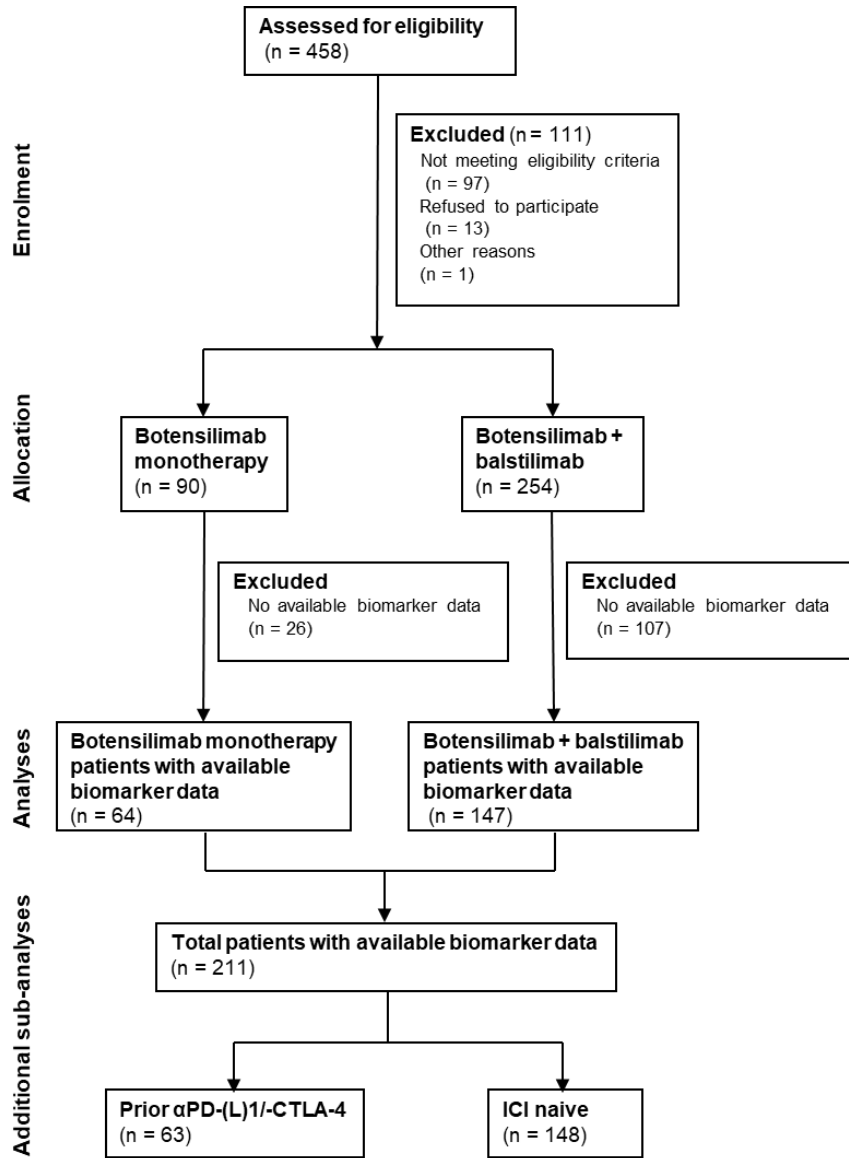 Assessed for eligibility
(n = 458)
Enrolment
Excluded (n = 111)
Not meeting eligibility criteria
(n = 97)
Refused to participate
(n = 13)
Other reasons
(n = 1)
Allocation
Botensilimab
monotherapy
(n = 90)
Botensilimab +
balstilimab
(n = 254)
Excluded
No available biomarker data
(n = 26)
Excluded
No available biomarker data
(n = 107)
Analyses
Botensilimab monotherapy
patients with available
biomarker data
(n = 64)
Botensilimab + balstilimab
patients with available
biomarker data
(n = 147)
Additional sub-analyses
Total patients with available biomarker data
(n = 211)
Prior αPD-(L)1/-CTLA-4
(n = 63)
ICI naive
(n = 148)